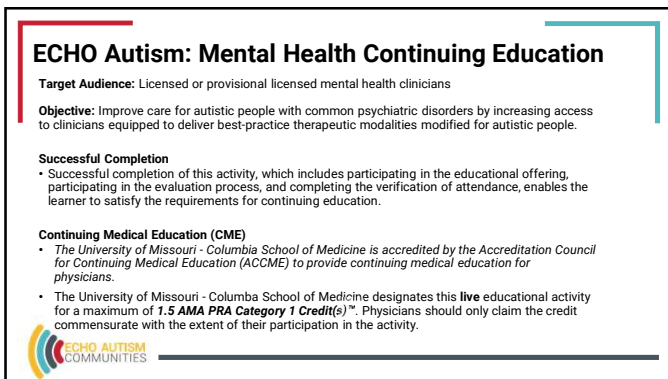 ECHO Autism: Mental Health Continuing Education
Target Audience: Licensed or provisional licensed mental health clinicians
Objective: Improve care for autistic people with common psychiatric disorders by increasing access
to clinicians equipped to deliver best-practice therapeutic modalities modified for autistic people.
Successful Completion
• Successful completion of this activity, which includes participating in the educational offering,
participating in the evaluation process, and completing the verification of attendance, enables the
learner to satisfy the requirements for continuing education.
Continuing Medical Education (CME)
• The University of Missouri - Columbia School of Medicine is accredited by the Accreditation Council
for Continuing Medical Education (ACCME) to provide continuing medical education for
physicians.
• The University of Missouri - Columba School of Medicine designates this live educational activity
for a maximum of 1.5 AMA PRA Category 1 Credit(s)™. Physicians should only claim the credit
commensurate with the extent of their participation in the activity.
ECHO AUTISM
COMMUNITIES